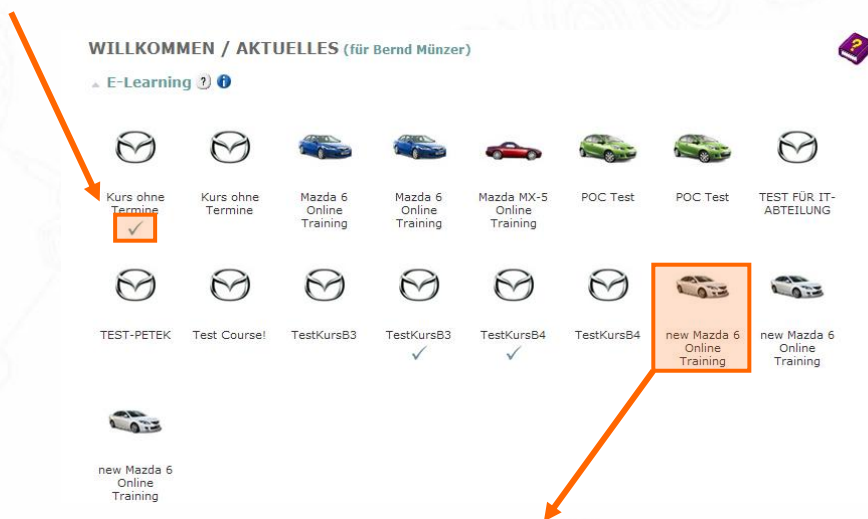 WILLKOMMEN / AKTUELLES (für Bernd Münzer)
E-Learning ? i
?
Kurs ohne
Termine
Kurs ohne
Termine
Mazda 6
Online
Training
Mazda 6
Online
Training
Mazda MX-5
Online
Training
POC Test
POC Test
TEST FÜR IT-
ABTEILUNG
TEST-PETEK
Test Course!
TestKursB3
TestKursB3
TestKursB4
TestKursB4
new Mazda 6
Online
Training
new Mazda 6
Online
Training
new Mazda 6
Online
Training